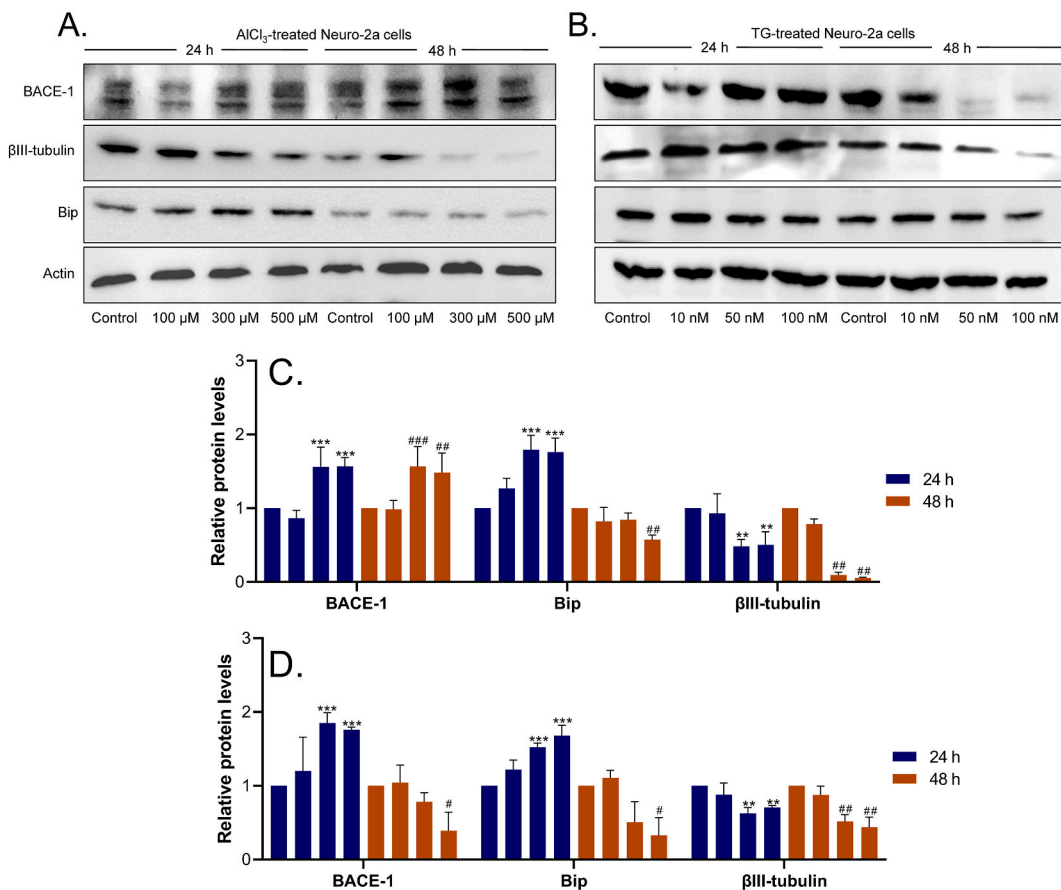 A.
AlCl₃-treated Neuro-2a cells
24 h
48 h
BACE-1
βIII-tubulin
Bip
Actin
Control 100 µM 300 µM 500 µM Control 100 µM 300 µM 500 µM
B.
TG-treated Neuro-2a cells
24 h
48 h
Control 10 nM 50 nM 100 nM Control 10 nM 50 nM 100 nM
C.
Relative protein levels
3
2
1
0
*** *** ### ## *** *** ## ** ** ## ##
BACE-1 Bip βIII-tubulin
24 h
48 h
D.
Relative protein levels
3
2
1
0
*** *** # *** *** # ** ** ## ##
BACE-1 Bip βIII-tubulin
24 h
48 h